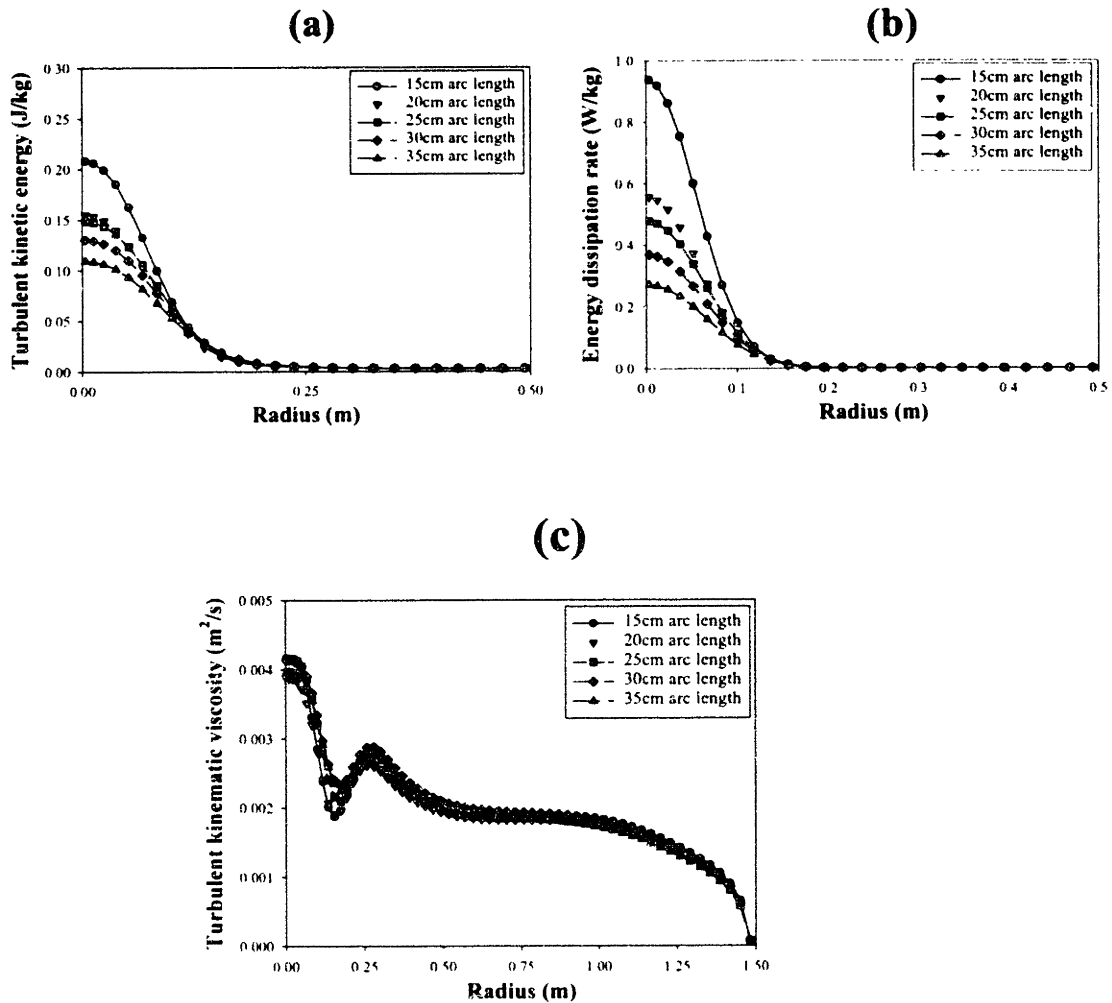 (a)
Turbulent kinetic energy (J/kg)
0 30
0 25
0.20
0.15
0.10
0.05
0.00
0 00
0.25
0 50
Radius (m)
15cm arc length
20cm arc length
25cm arc length
30cm arc length
35cm arc length
(b)
Energy dissipation rate (W/kg)
1 0
0.8
0.6
0.4
0.2
0.0
0.0
0.1
0 2
0 3
0 4
0.5
Radius (m)
15cm arc length
20cm arc length
25cm arc length
30cm arc length
35cm arc length
(c)
Turbulent kinematic viscosity (m²/s)
0.005
0.004
0.003
0.002
0.001
0.000
0.00
0.25
0 50
0.75
1.00
1.25
1.50
Radius (m)
15cm arc length
20cm arc length
25cm arc length
30cm arc length
35cm arc length